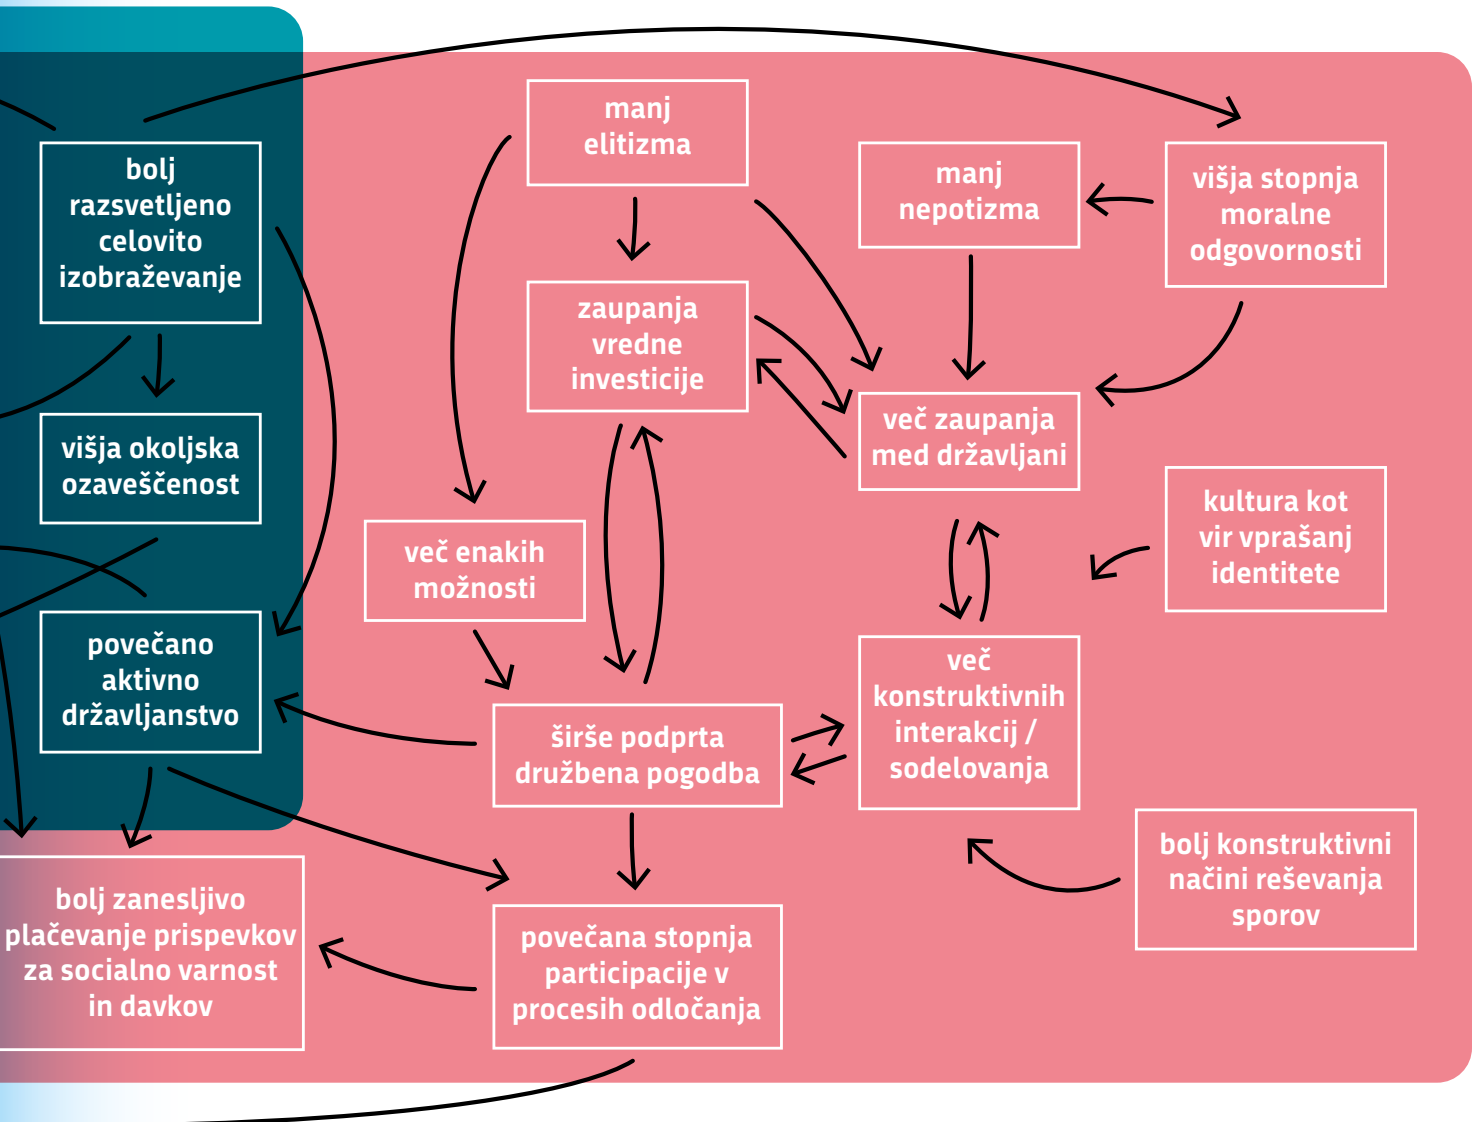 manj
elitizma
bolj
razsvetljeno
celovito
izobraževanje
manj
nepotizma
višja stopnja
moralne
odgovornosti
zaupanja
vredne
investicije
več zaupanja
med državljani
višja okoljska
ozaveščenost
kultura kot
vir vprašanj
identitete
več enakih
možnosti
povečano
aktivno
državljanstvo
več
konstruktivnih
interakcij /
sodelovanja
širše podprta
družbena pogodba
bolj konstruktivni
načini reševanja
sporov
bolj zanesljivo
plačevanje prispevkov
za socialno varnost
in davkov
povečana stopnja
participacije v
procesih odločanja